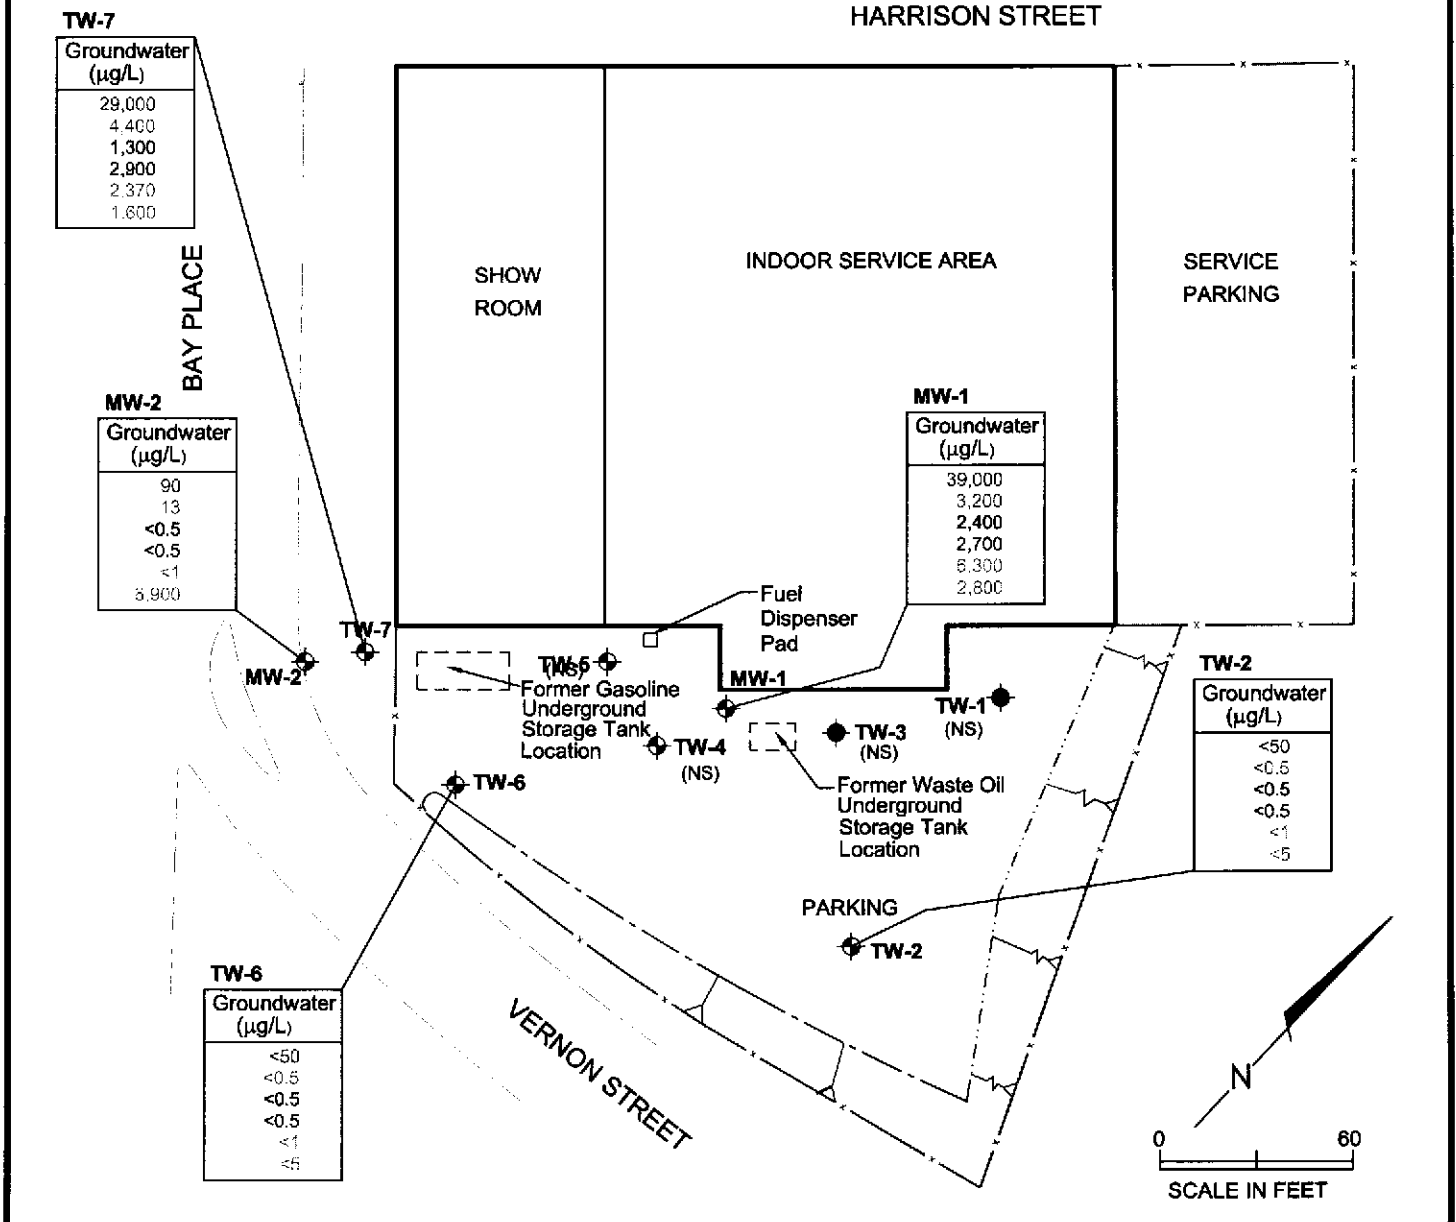 HARRISON STREET
TW-7
Groundwater
(µg/L)
29,000
4,400
1,300
2,900
2,370
1,600
BAY PLACE
SHOW
ROOM
INDOOR SERVICE AREA
SERVICE
PARKING
MW-2
Groundwater
(µg/L)
90
13
<0.5
<0.5
<1
MW-1
Groundwater
(µg/L)
39,000
3,200
2,400
2,700
6,300
2,800
Fuel
Dispenser
Pad
TW-7
MW-2
TW-5
(NS)
Former Gasoline
Underground
Storage Tank
Location
MW-1
TW-4
(NS)
TW-3
(NS)
TW-1
(NS)
Former Waste Oil
Underground
Storage Tank
Location
TW-6
TW-2
Groundwater
(µg/L)
<50
<0.5
<0.5
<0.5
<1
<5
PARKING
TW-2
TW-6
Groundwater
(µg/L)
<50
<0.5
<0.5
<0.5
<1
<5
VERNON STREET
N
0 60
SCALE IN FEET